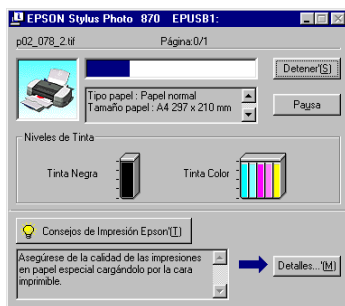 EPSON Stylus Photo 870 EPUSB1:
p02_078_2.tif Página:0/1
Detener'(S)
Tipo papel : Papel normal
Tamaño papel : A4 297 x 210 mm
Pausa
Niveles de Tinta
Tinta Negra Tinta Color
Consejos de Impresión Epson'(T)
Asegúrese de la calidad de las impresiones
en papel especial cargándolo por la cara
imprimible.
Detalles...'(M)